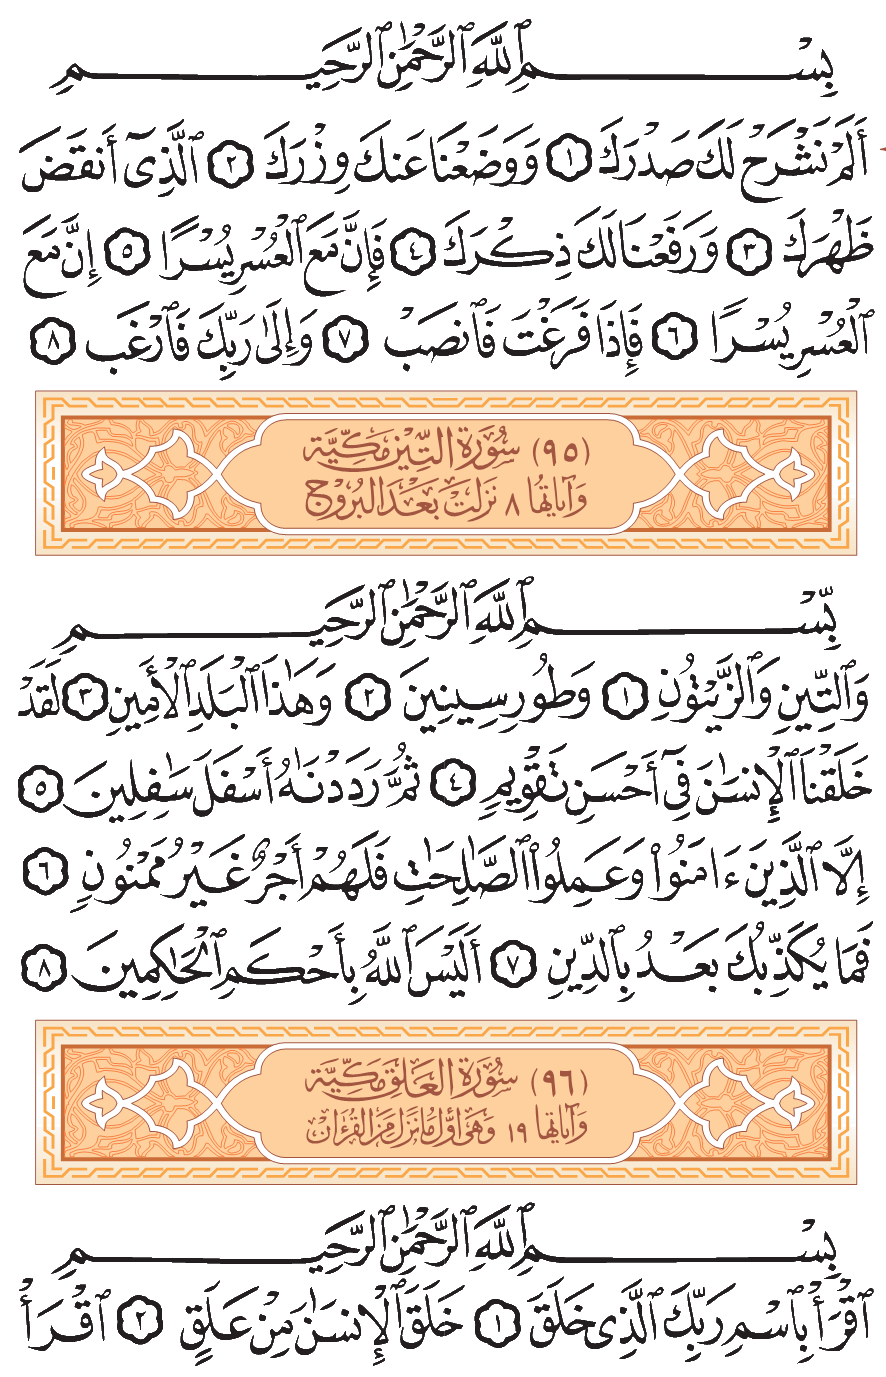 بِسْمِ ٱللَّهِ ٱلرَّحْمَٰنِ ٱلرَّحِيمِ
أَلَمْ نَشْرَحْ لَكَ صَدْرَكَ ١ وَوَضَعْنَا عَنكَ وِزْرَكَ ٢ ٱلَّذِىٓ أَنقَضَ
ظَهْرَكَ ٣ وَرَفَعْنَا لَكَ ذِكْرَكَ ٤ فَإِنَّ مَعَ ٱلْعُسْرِ يُسْرًا ٥ إِنَّ مَعَ
ٱلْعُسْرِ يُسْرًا ٦ فَإِذَا فَرَغْتَ فَٱنصَبْ ٧ وَإِلَىٰ رَبِّكَ فَٱرْغَب ٨
(٩٥) سُورَةُ التِّينِ مَكِّيَّة
وَآيَاتُهَا ٨ نَزَلَتْ بَعْدَ البُرُوجِ
بِّسْمِ ٱللَّهِ ٱلرَّحْمَٰنِ ٱلرَّحِيمِ
وَٱلتِّينِ وَٱلزَّيْتُونِ ١ وَطُورِ سِينِينَ ٢ وَهَٰذَا ٱلْبَلَدِ ٱلْأَمِينِ ٣ لَقَدْ
خَلَقْنَا ٱلْإِنسَٰنَ فِىٓ أَحْسَنِ تَقْوِيمٍ ٤ ثُمَّ رَدَدْنَٰهُ أَسْفَلَ سَٰفِلِينَ ٥
إِلَّا ٱلَّذِينَ ءَامَنُوا۟ وَعَمِلُوا۟ ٱلصَّٰلِحَٰتِ فَلَهُمْ أَجْرٌ غَيْرُ مَمْنُونٍ ٦
فَمَا يُكَذِّبُكَ بَعْدُ بِٱلدِّينِ ٧ أَلَيْسَ ٱللَّهُ بِأَحْكَمِ ٱلْحَٰكِمِينَ ٨
(٩٦) سُورَةُ العَلَقِ مَكِّيَّة
وَآيَاتُهَا ١٩ وَهِيَ أَوَّلُ مَا نَزَلَ مِنَ القُرْءَانِ
بِسْمِ ٱللَّهِ ٱلرَّحْمَٰنِ ٱلرَّحِيمِ
ٱقْرَأْ بِٱسْمِ رَبِّكَ ٱلَّذِى خَلَقَ ١ خَلَقَ ٱلْإِنسَٰنَ مِنْ عَلَقٍ ٢ ٱقْرَأْ